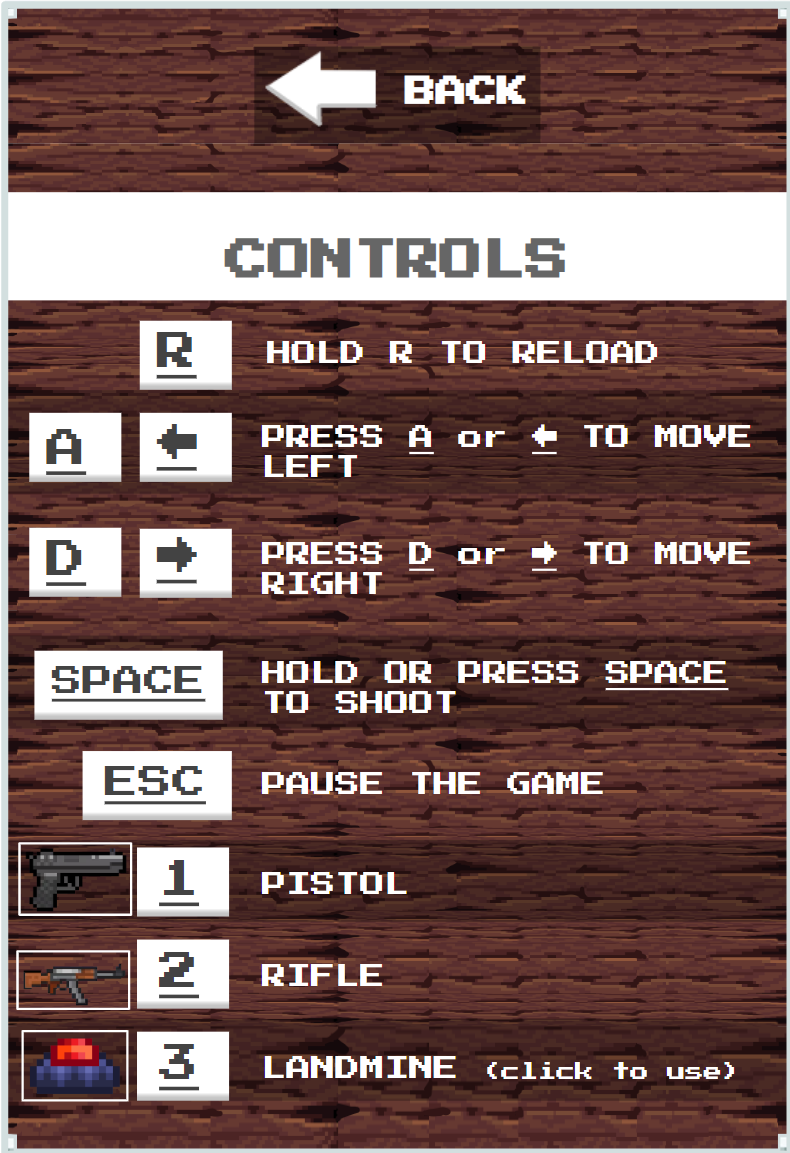 BACK
CONTROLS
R HOLD R TO RELOAD
A ← PRESS A or ← TO MOVE
LEFT
D → PRESS D or → TO MOVE
RIGHT
SPACE HOLD OR PRESS SPACE
TO SHOOT
ESC PAUSE THE GAME
1 PISTOL
2 RIFLE
3 LANDMINE (click to use)